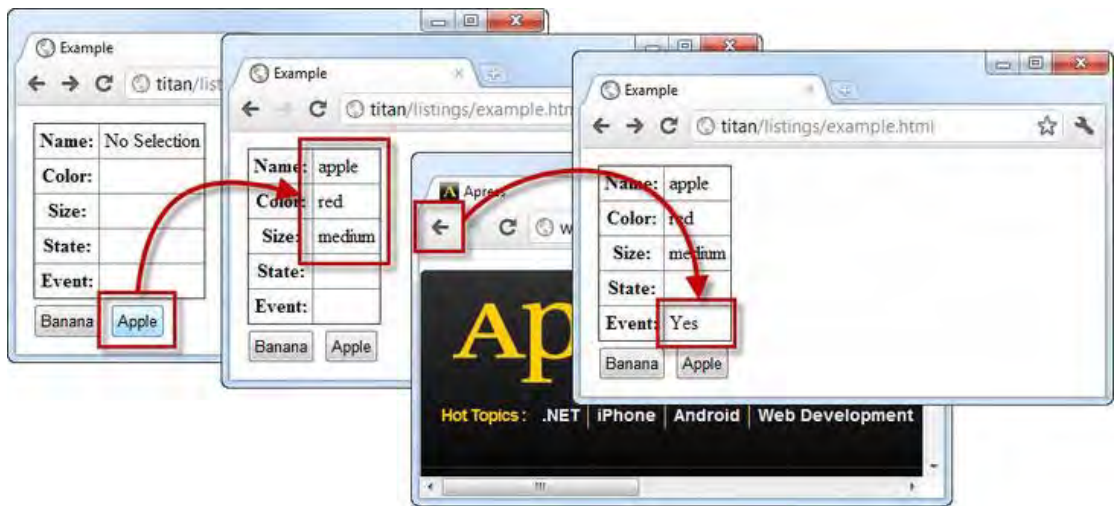 Example
titan/list
Name: No Selection
Color:
Size:
State:
Event:
Banana Apple
Example
titan/listings/example.htm
Name: apple
Color: red
Size: medium
State:
Event:
Banana Apple
Apress
w
Ap
Hot Topics: .NET iPhone Android Web Development
Example
titan/listings/example.html
Name: apple
Color: red
Size: medium
State:
Event: Yes
Banana Apple